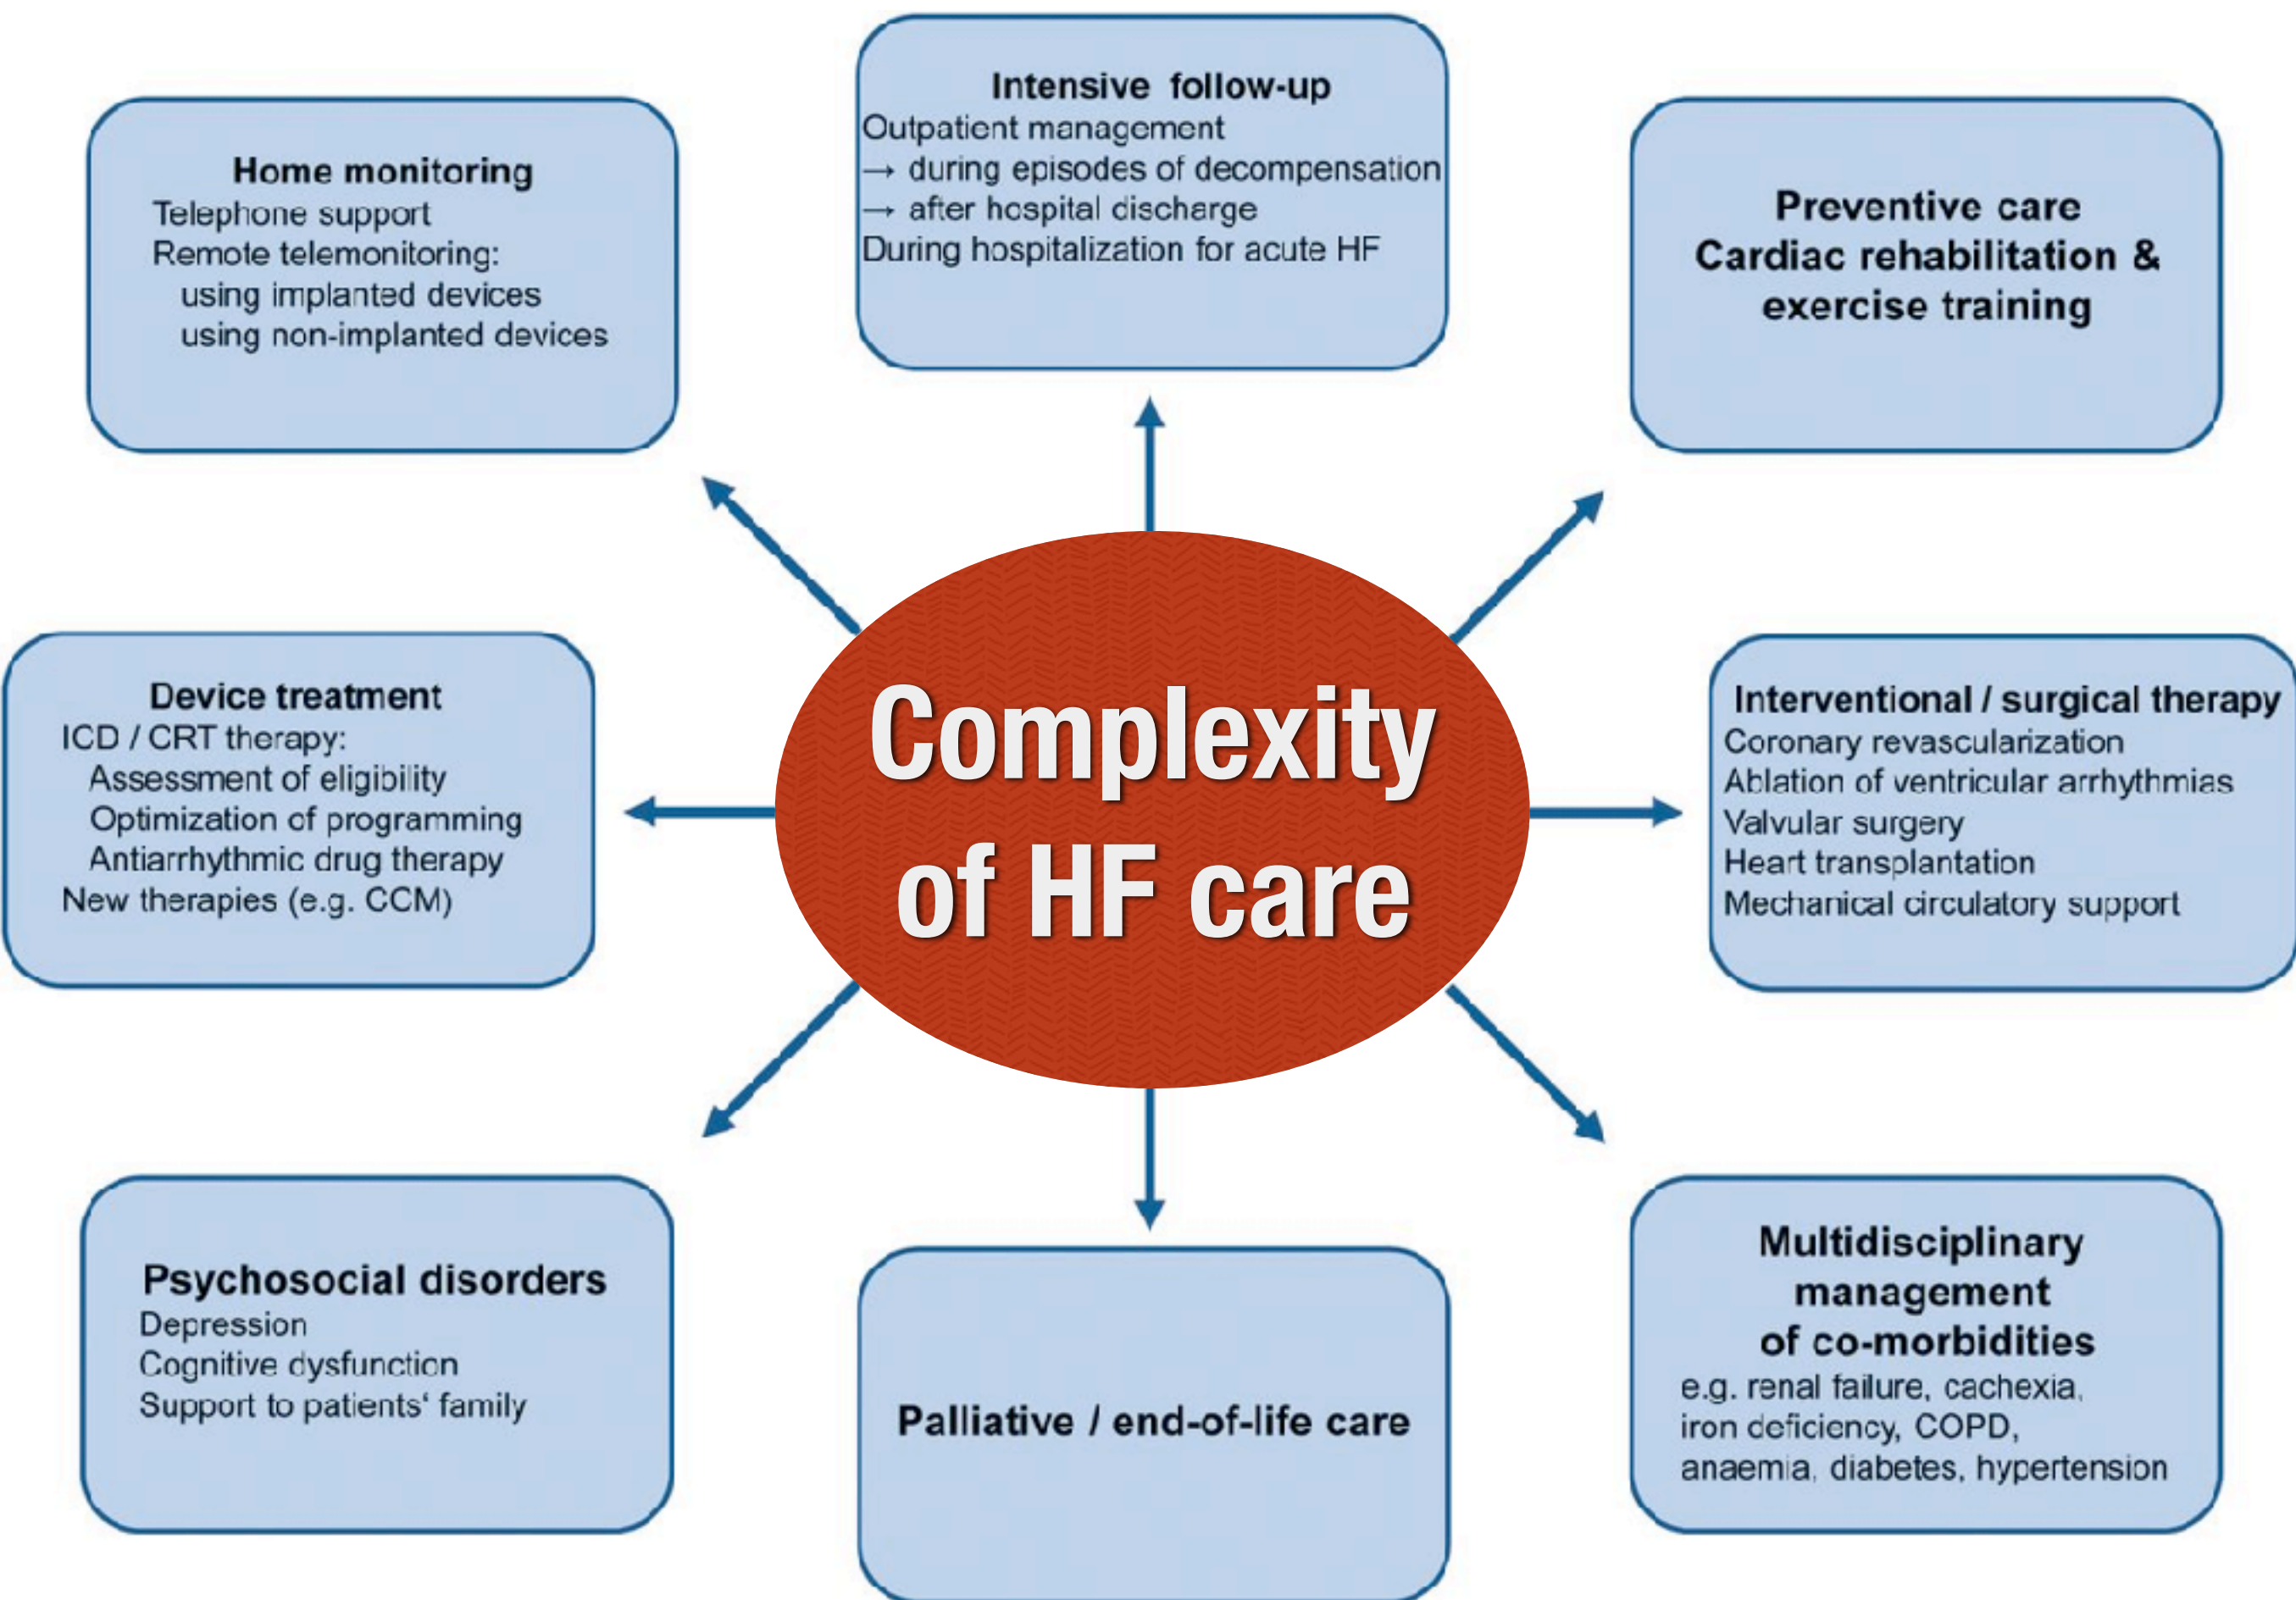 Intensive follow-up
Outpatient management
→ during episodes of decompensation
→ after hospital discharge
During hospitalization for acute HF
Home monitoring
Telephone support
Remote telemonitoring:
using implanted devices
using non-implanted devices
Preventive care
Cardiac rehabilitation &
exercise training
Device treatment
ICD / CRT therapy:
Assessment of eligibility
Optimization of programming
Antiarrhythmic drug therapy
New therapies (e.g. CCM)
Complexity
of HF care
Interventional / surgical therapy
Coronary revascularization
Ablation of ventricular arrhythmias
Valvular surgery
Heart transplantation
Mechanical circulatory support
Psychosocial disorders
Depression
Cognitive dysfunction
Support to patients‘ family
Palliative / end-of-life care
Multidisciplinary
management
of co-morbidities
e.g. renal failure, cachexia,
iron deficiency, COPD,
anaemia, diabetes, hypertension